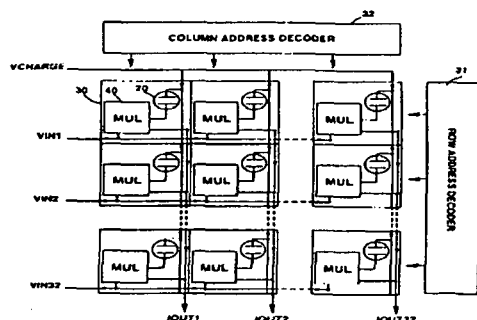 32
COLUMN ADDRESS DECODER
VCHARGE
31
30 40 20
MUL MUL MUL
VIN1
MUL MUL MUL
VIN2
ROW ADDRESS DECODER
MUL MUL MUL
VIN32
IOUT1 IOUT2 IOUT32